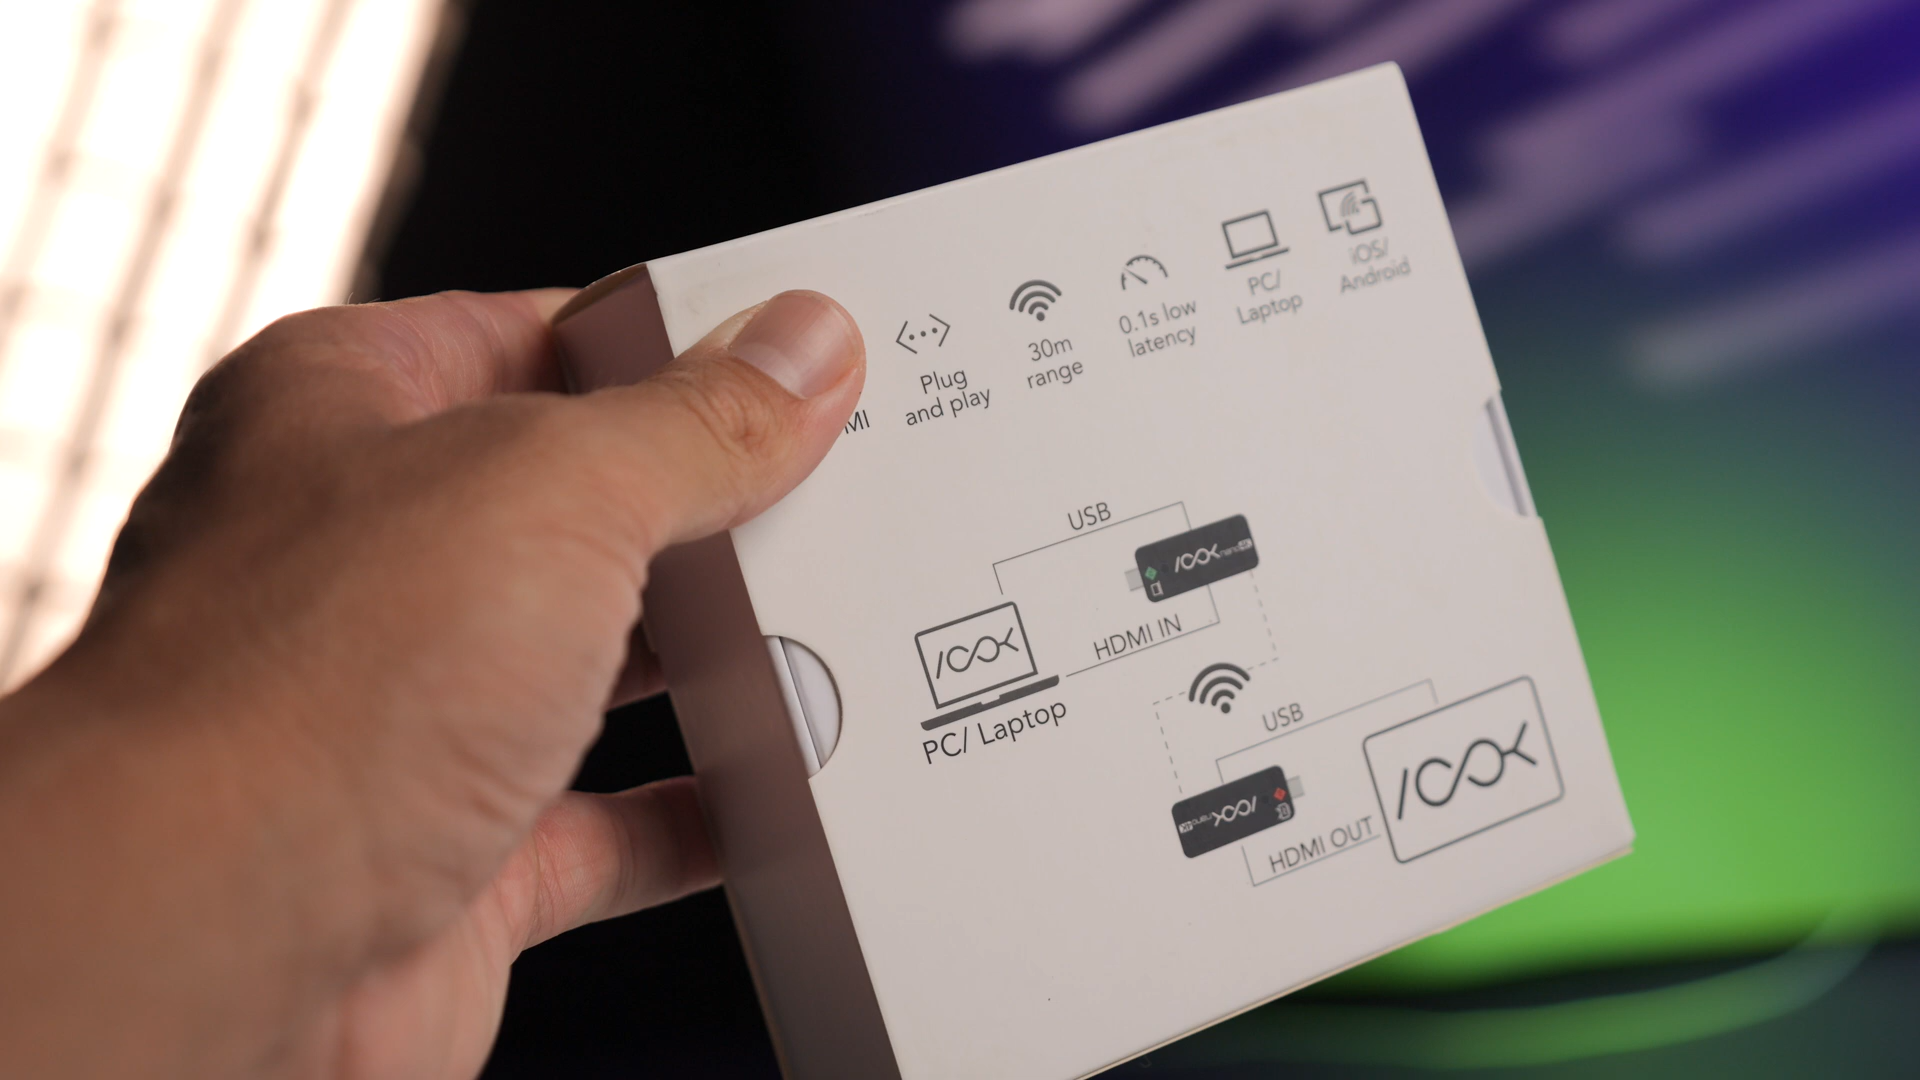 MI
Plug
and play
30m
range
0.1s low
latency
PC/
Laptop
iOS/
Android
USB
HDMI IN
PC/ Laptop
USB
HDMI OUT